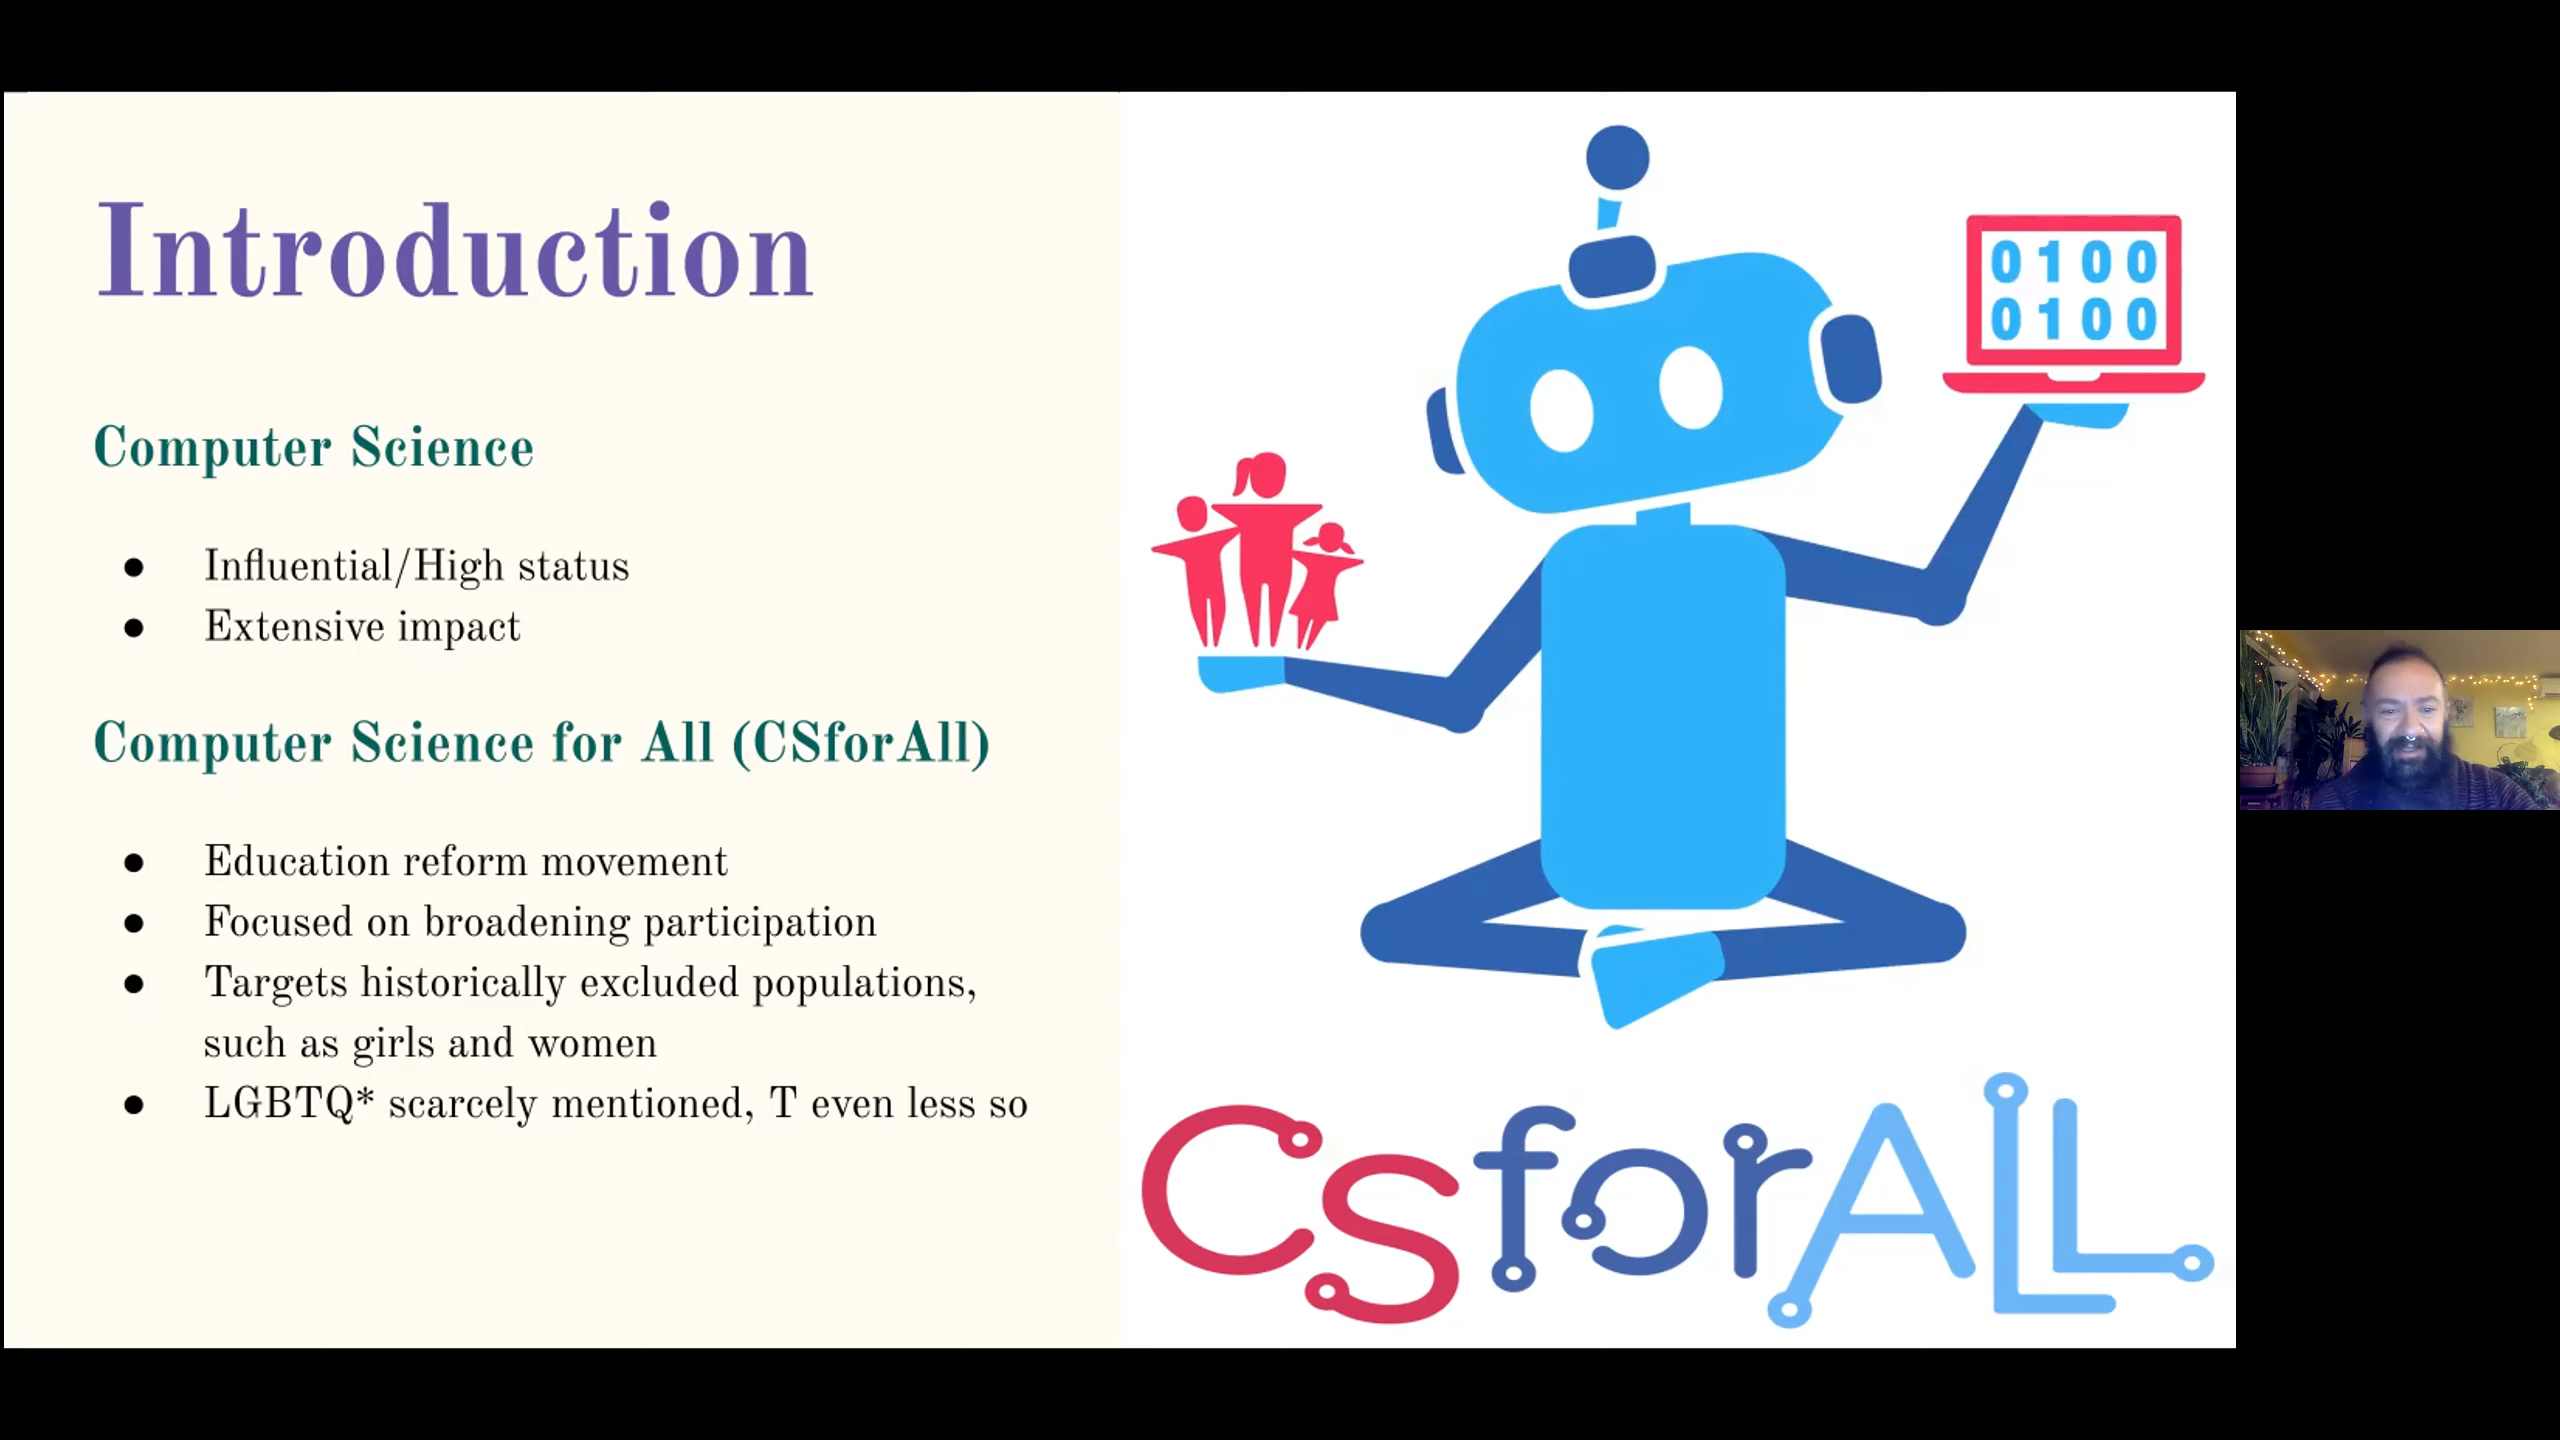 Introduction
Computer Science
● Influential/High status
● Extensive impact
Computer Science for All (CSforAll)
● Education reform movement
● Focused on broadening participation
● Targets historically excluded populations,
such as girls and women
● LGBTQ* scarcely mentioned, T even less so
0100
0100
CSforALL